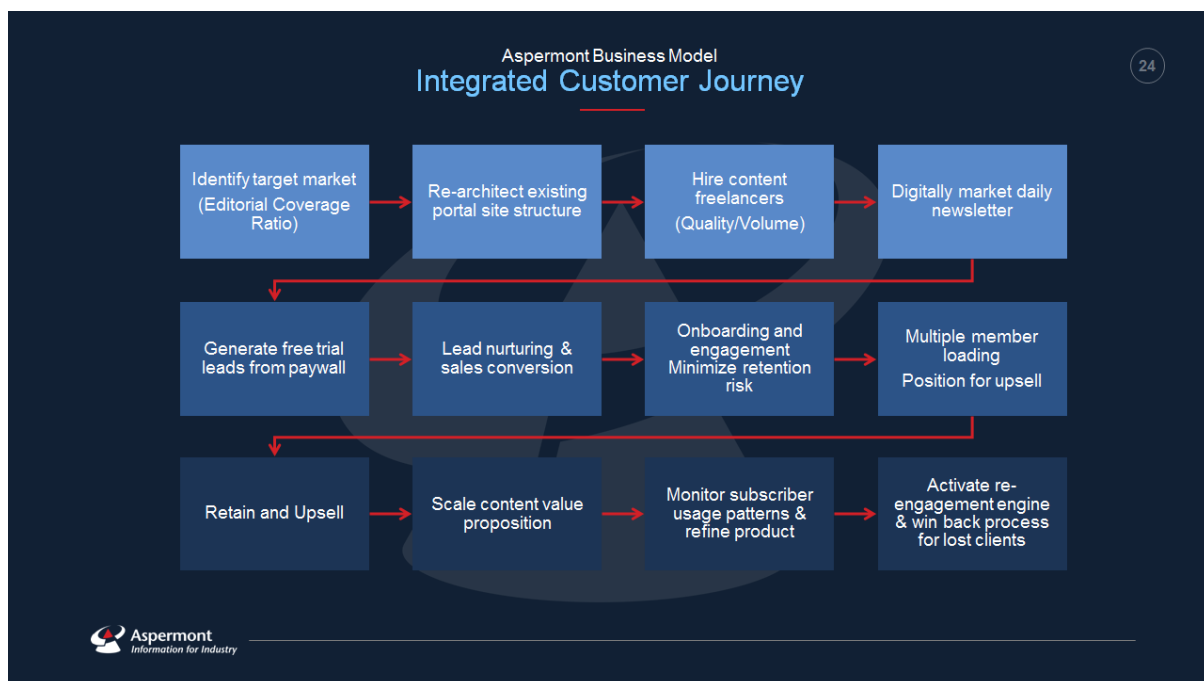 Aspermont Business Model
Integrated Customer Journey
24
Identify target market
(Editorial Coverage
Ratio)
Re-architect existing
portal site structure
Hire content
freelancers
(Quality/Volume)
Digitally market daily
newsletter
Generate free trial
leads from paywall
Lead nurturing &
sales conversion
Onboarding and
engagement
Minimize retention
risk
Multiple member
loading
Position for upsell
Retain and Upsell
Scale content value
proposition
Monitor subscriber
usage patterns &
refine product
Activate re-
engagement engine
& win back process
for lost clients
Aspermont
Information for Industry